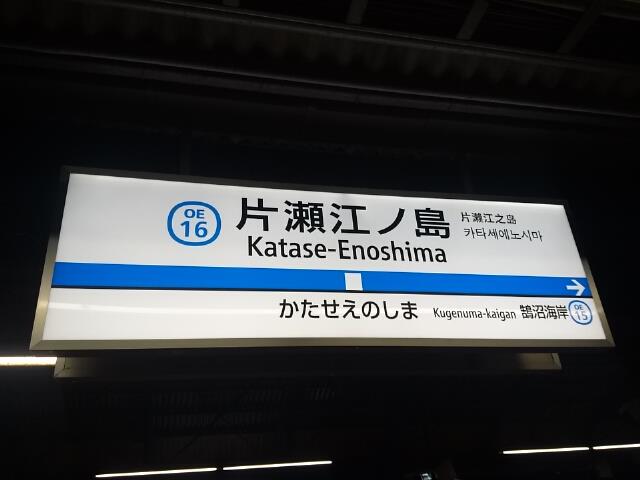 OE
16
片瀬江ノ島
Katase-Enoshima
片瀬江之岛
카타세에노시마
かたせえのしま
Kugenuma-kaigan 鵠沼海岸
OE
15